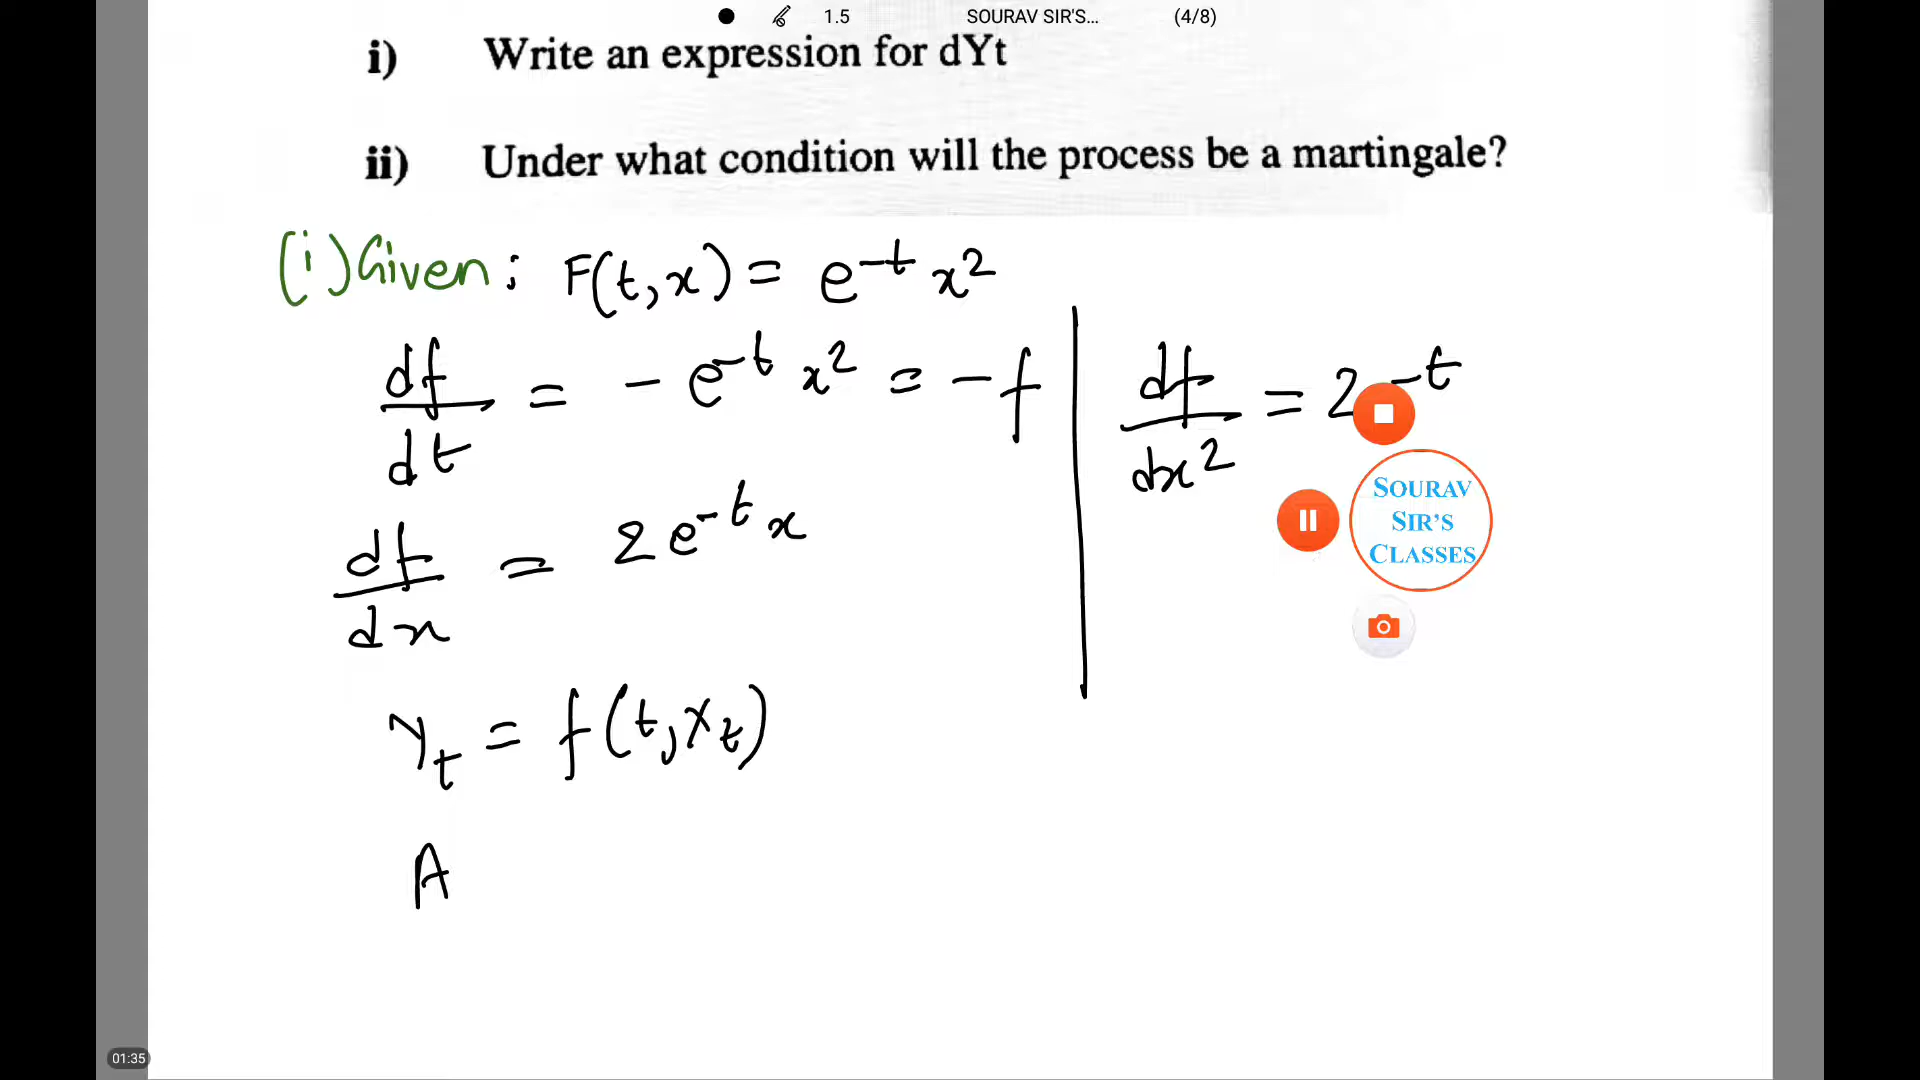 1.5 SOURAV SIR'S... (4/8)
i) Write an expression for dYt
ii) Under what condition will the process be a martingale?
(i) Given; F(t,x) = e^-t x^2
df/dt = - e^-t x^2 = - f
df/dx = 2 e^-t x
df/dx^2 = 2 ^-t
SOURAV
SIR'S
CLASSES
y_t = f(t, X_t)
A
01:35